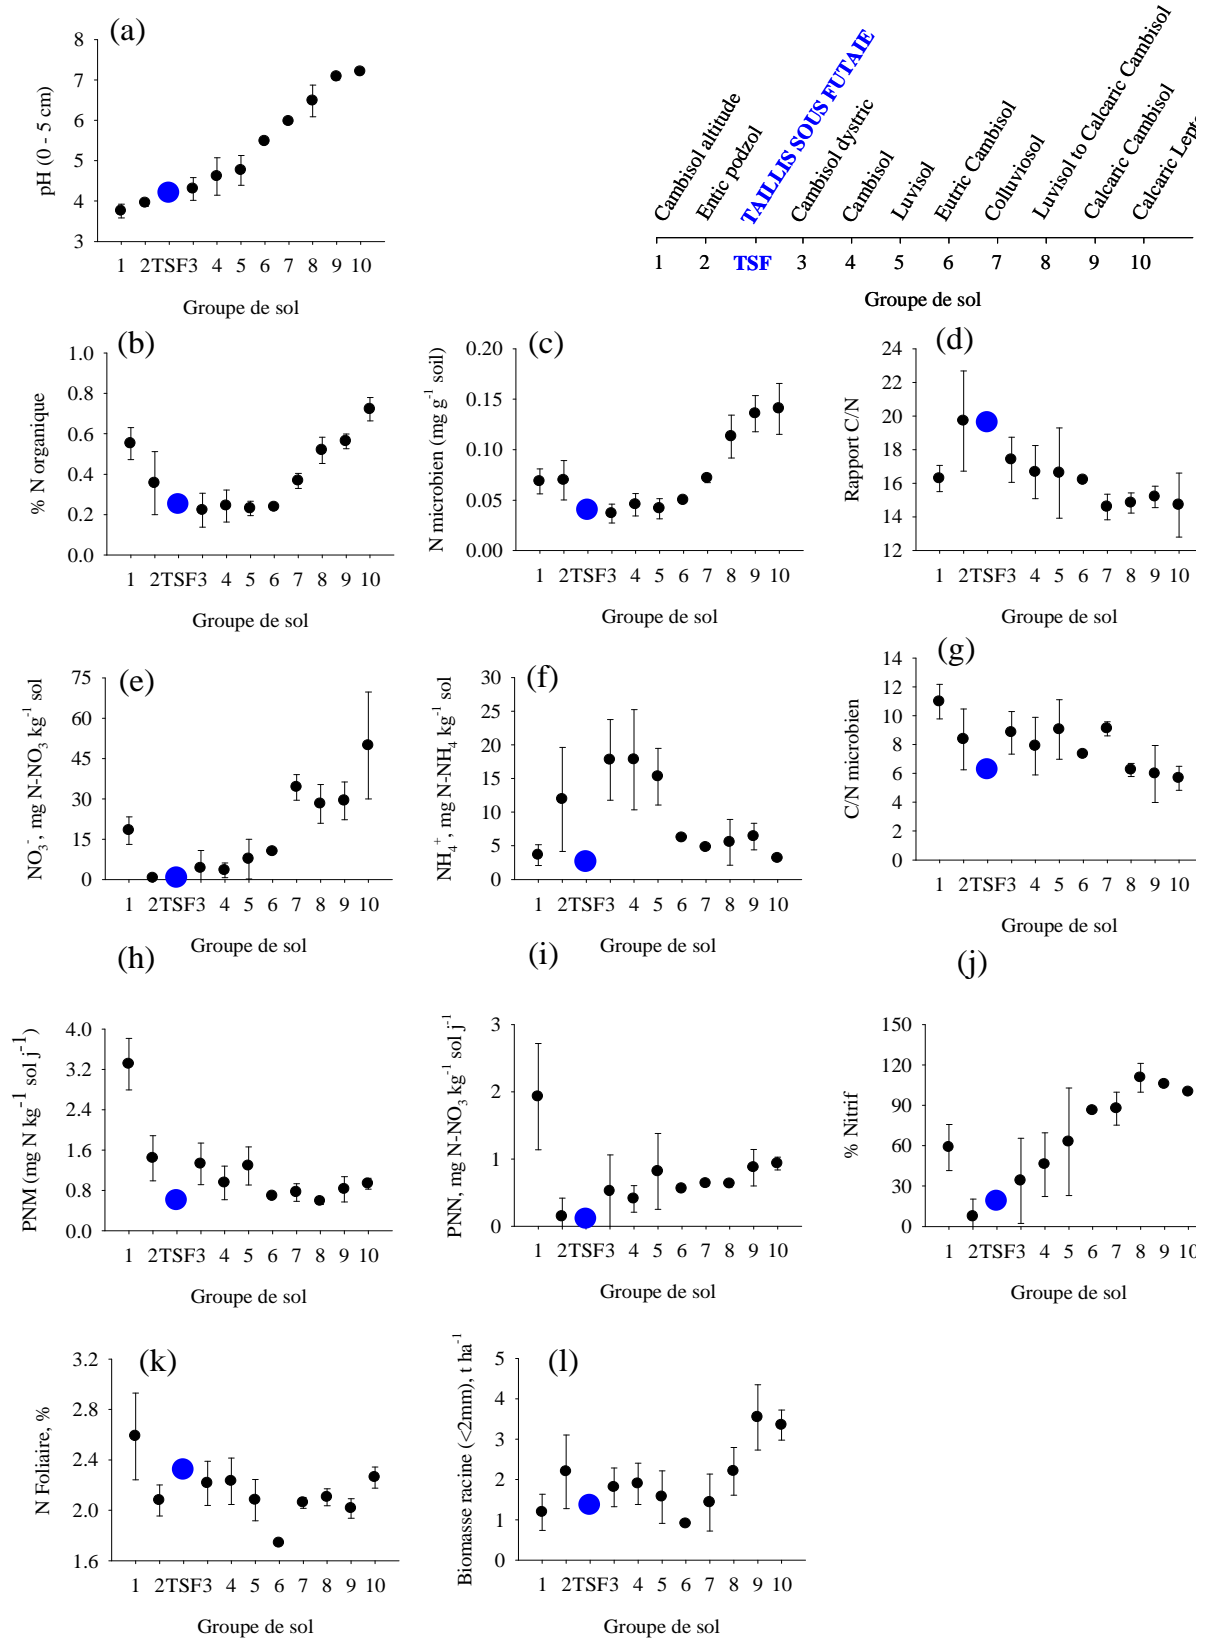 (a)
8
7
6
5
4
3
pH (0 - 5 cm)
1 2TSF3 4 5 6 7 8 9 10
Groupe de sol
Cambisol altitude
Entic podzol
TAILLIS SOUS FUTAIE
Cambisol dystric
Cambisol
Luvisol
Eutric Cambisol
Colluviosol
Luvisol to Calcaric Cambisol
Calcaric Cambisol
Calcaric Lept
1 2 TSF 3 4 5 6 7 8 9 10
Groupe de sol
(b)
1.0
0.8
0.6
0.4
0.2
0.0
% N organique
1 2TSF3 4 5 6 7 8 9 10
Groupe de sol
(c)
0.20
0.15
0.10
0.05
0.00
N microbien (mg g-1 soil)
1 2TSF3 4 5 6 7 8 9 10
Groupe de sol
(d)
24
22
20
18
16
14
12
Rapport C/N
1 2TSF3 4 5 6 7 8 9 10
Groupe de sol
(e)
75
60
45
30
15
0
NO3-, mg N-NO3 kg-1 sol
1 2TSF3 4 5 6 7 8 9 10
Groupe de sol
(f)
30
25
20
15
10
5
0
NH4+, mg N-NH4 kg-1 sol
1 2TSF3 4 5 6 7 8 9 10
Groupe de sol
(g)
14
12
10
8
6
4
2
0
C/N microbien
1 2TSF3 4 5 6 7 8 9 10
Groupe de sol
(h)
4.0
3.2
2.4
1.6
0.8
0.0
PNM (mg N kg-1 sol j-1)
1 2TSF3 4 5 6 7 8 9 10
Groupe de sol
(i)
3
2
1
0
PNN, mg N-NO3 kg-1 sol j-1
1 2TSF3 4 5 6 7 8 9 10
Groupe de sol
(j)
150
120
90
60
30
0
% Nitrif
1 2TSF3 4 5 6 7 8 9 10
Groupe de sol
(k)
3.2
2.8
2.4
2.0
1.6
N Foliaire, %
1 2TSF3 4 5 6 7 8 9 10
Groupe de sol
(l)
5
4
3
2
1
0
Biomasse racine (<2mm), t ha-1
1 2TSF3 4 5 6 7 8 9 10
Groupe de sol